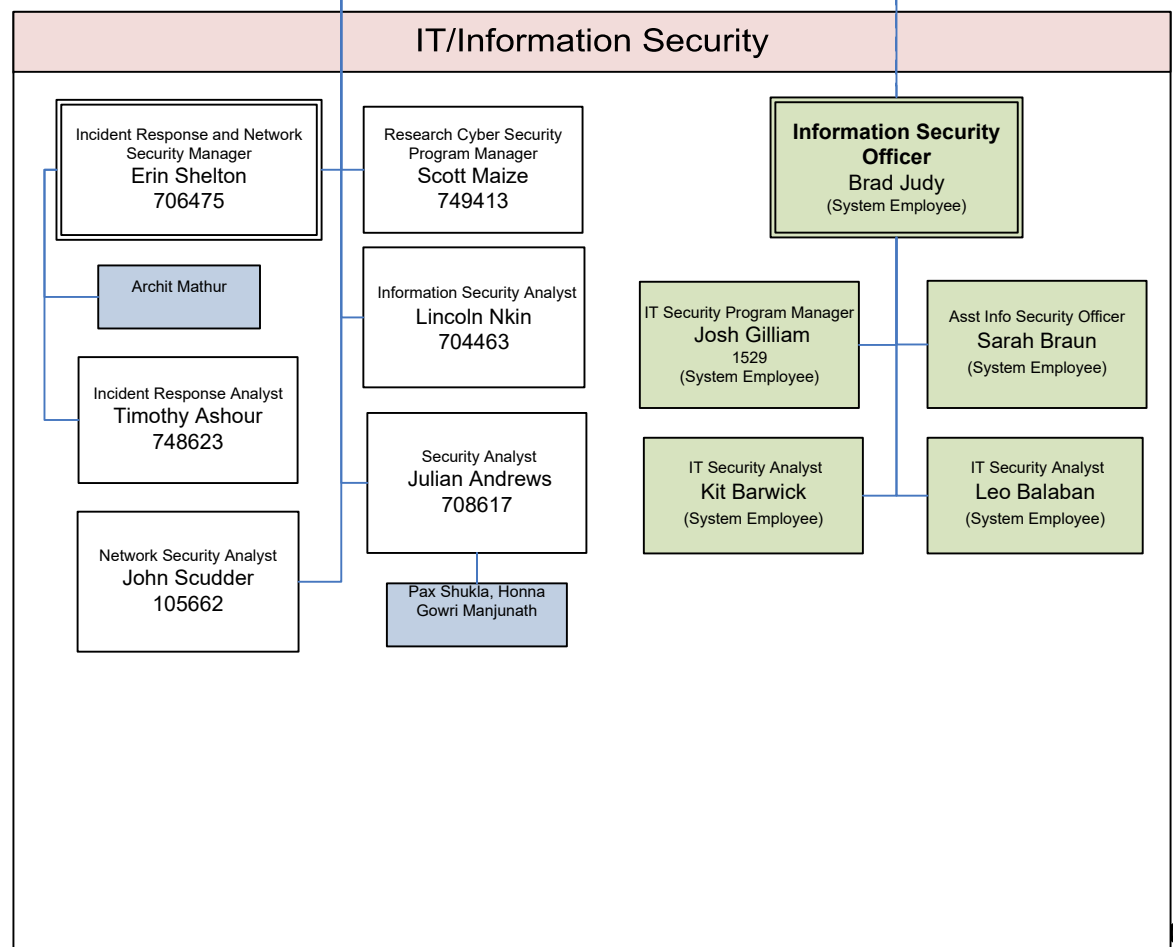 IT/Information Security
Incident Response and Network
Security Manager
Erin Shelton
706475
Research Cyber Security
Program Manager
Scott Maize
749413
Archit Mathur
Information Security Analyst
Lincoln Nkin
704463
Incident Response Analyst
Timothy Ashour
748623
Security Analyst
Julian Andrews
708617
Network Security Analyst
John Scudder
105662
Pax Shukla, Honna
Gowri Manjunath
Information Security
Officer
Brad Judy
(System Employee)
IT Security Program Manager
Josh Gilliam
1529
(System Employee)
Asst Info Security Officer
Sarah Braun
(System Employee)
IT Security Analyst
Kit Barwick
(System Employee)
IT Security Analyst
Leo Balaban
(System Employee)